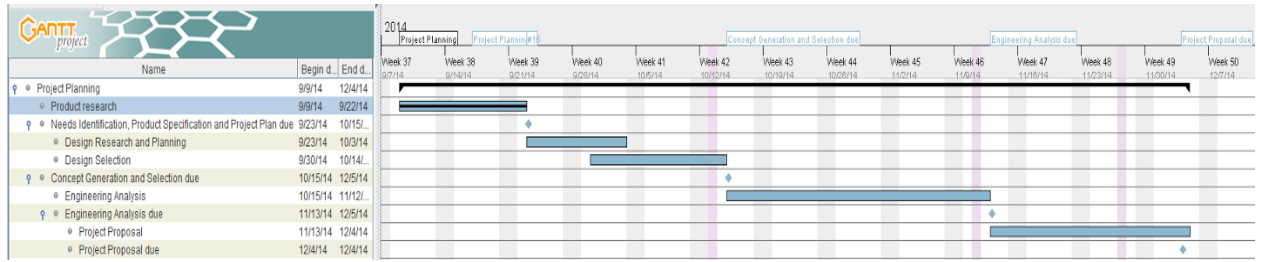 GANTT
project
2014
Project Planning Project Planning #16 Concept Generation and Selection due Engineering Analysis due Project Proposal due
Name Begin d... End d...
Week 37 Week 38 Week 39 Week 40 Week 41 Week 42 Week 43 Week 44 Week 45 Week 46 Week 47 Week 48 Week 49 Week 50
9/7/14 9/14/14 9/21/14 9/28/14 10/5/14 10/12/14 10/19/14 10/26/14 11/2/14 11/9/14 11/16/14 11/23/14 11/30/14 12/7/14
Project Planning 9/9/14 12/4/14
Product research 9/9/14 9/22/14
Needs Identification, Product Specification and Project Plan due 9/23/14 10/15/...
Design Research and Planning 9/23/14 10/3/14
Design Selection 9/30/14 10/14/...
Concept Generation and Selection due 10/15/14 12/5/14
Engineering Analysis 10/15/14 11/12/...
Engineering Analysis due 11/13/14 12/5/14
Project Proposal 11/13/14 12/4/14
Project Proposal due 12/4/14 12/4/14